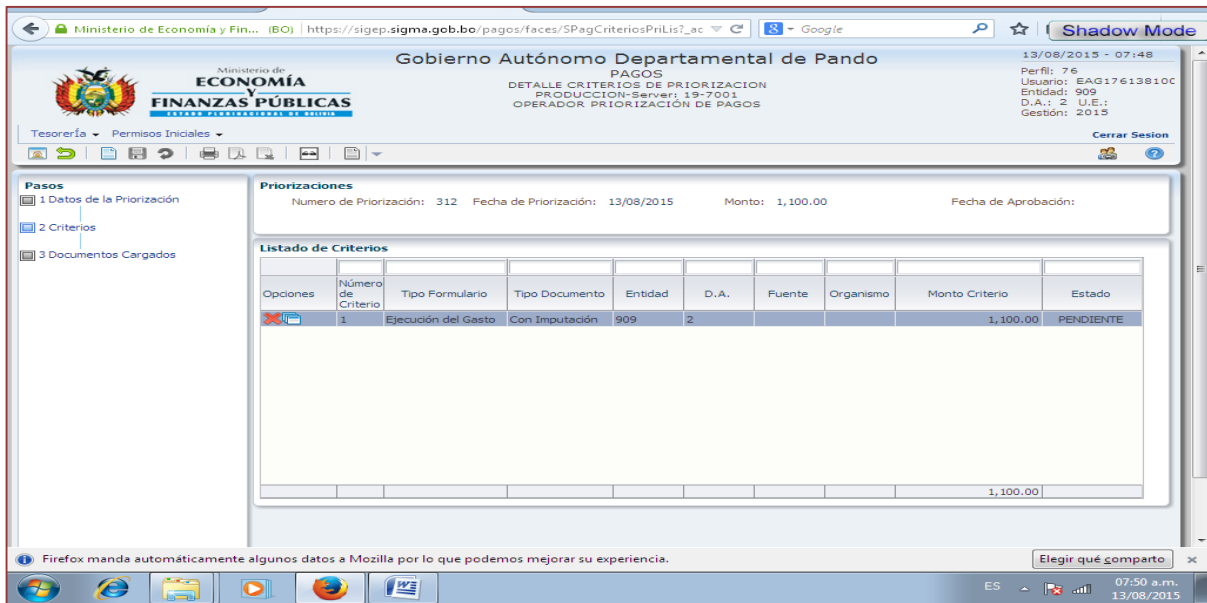 Ministerio de Economía y Fin... (BO) https://sigep.sigma.gob.bo/pagos/faces/SPagCriteriosPriLis?_ac Google
Shadow Mode
Ministerio de
ECONOMÍA
Y
FINANZAS PÚBLICAS
ESTADO PLURINACIONAL DE BOLIVIA
Gobierno Autónomo Departamental de Pando
PAGOS
DETALLE CRITERIOS DE PRIORIZACION
PRODUCCION-Server: 19-7001
OPERADOR PRIORIZACIÓN DE PAGOS
13/08/2015 - 07:48
Perfil: 76
Usuario: EAG17613810C
Entidad: 909
D.A.: 2 U.E.:
Gestión: 2015
Tesorería Permisos Iniciales
Cerrar Sesion
Pasos
1 Datos de la Priorización
2 Criterios
3 Documentos Cargados
Priorizaciones
Numero de Priorización: 312 Fecha de Priorización: 13/08/2015 Monto: 1,100.00 Fecha de Aprobación:
Listado de Criterios
Opciones Número de Criterio Tipo Formulario Tipo Documento Entidad D.A. Fuente Organismo Monto Criterio Estado
1 Ejecución del Gasto Con Imputación 909 2 1,100.00 PENDIENTE
1,100.00
Firefox manda automáticamente algunos datos a Mozilla por lo que podemos mejorar su experiencia.
Elegir qué comparto
ES
07:50 a.m.
13/08/2015